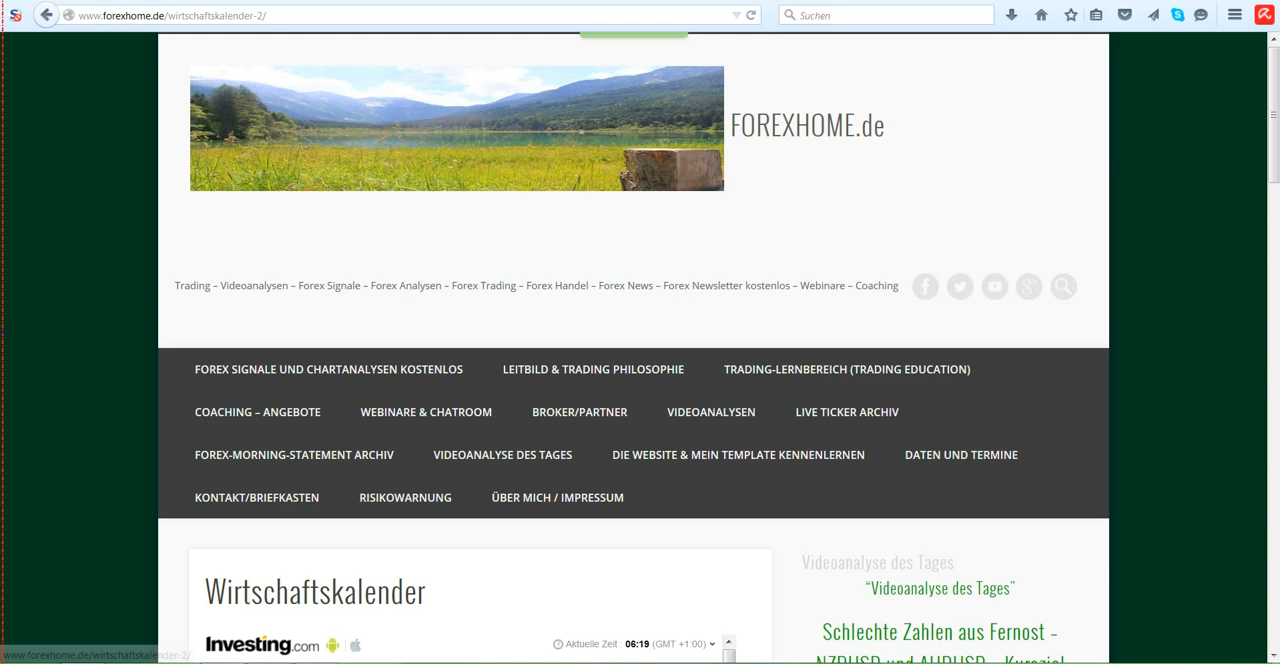 www.forexhome.de/wirtschaftskalender-2/
Suchen
FOREXHOME.de
Trading – Videoanalysen – Forex Signale – Forex Analysen – Forex Trading – Forex Handel – Forex News – Forex Newsletter kostenlos – Webinare – Coaching
FOREX SIGNALE UND CHARTANALYSEN KOSTENLOS LEITBILD & TRADING PHILOSOPHIE TRADING-LERNBEREICH (TRADING EDUCATION)
COACHING – ANGEBOTE WEBINARE & CHATROOM BROKER/PARTNER VIDEOANALYSEN LIVE TICKER ARCHIV
FOREX-MORNING-STATEMENT ARCHIV VIDEOANALYSE DES TAGES DIE WEBSITE & MEIN TEMPLATE KENNENLERNEN DATEN UND TERMINE
KONTAKT/BRIEFKASTEN RISIKOWARNUNG ÜBER MICH / IMPRESSUM
Wirtschaftskalender
Investing.com
Aktuelle Zeit : 06:19 (GMT +1:00)
Videoanalyse des Tages
“Videoanalyse des Tages”
Schlechte Zahlen aus Fernost –
NZDUSD und AUDUSD – Kursziel
www.forexhome.de/wirtschaftskalender-2/